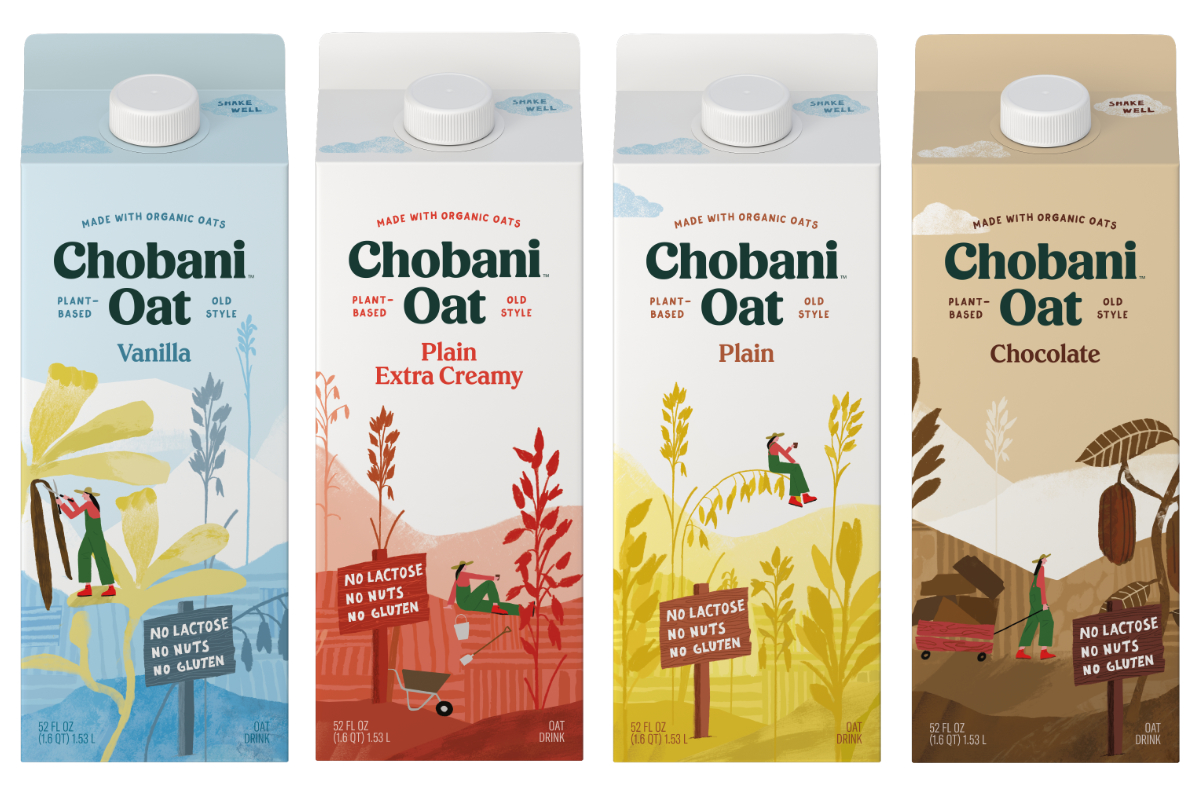 SHAKE
WELL
MADE WITH ORGANIC OATS
Chobani™
PLANT-
BASED
Oat
OLD
STYLE
Vanilla
NO LACTOSE
NO NUTS
NO GLUTEN
52 FL OZ
(1.6 QT) 1.53 L
OAT
DRINK
SHAKE
WELL
MADE WITH ORGANIC OATS
Chobani™
PLANT-
BASED
Oat
OLD
STYLE
Plain
Extra Creamy
NO LACTOSE
NO NUTS
NO GLUTEN
52 FL OZ
(1.6 QT) 1.53 L
OAT
DRINK
SHAKE
WELL
MADE WITH ORGANIC OATS
Chobani™
PLANT-
BASED
Oat
OLD
STYLE
Plain
NO LACTOSE
NO NUTS
NO GLUTEN
52 FL OZ
(1.6 QT) 1.53 L
OAT
DRINK
SHAKE
WELL
MADE WITH ORGANIC OATS
Chobani™
PLANT-
BASED
Oat
OLD
STYLE
Chocolate
NO LACTOSE
NO NUTS
NO GLUTEN
52 FL OZ
(1.6 QT) 1.53 L
OAT
DRINK